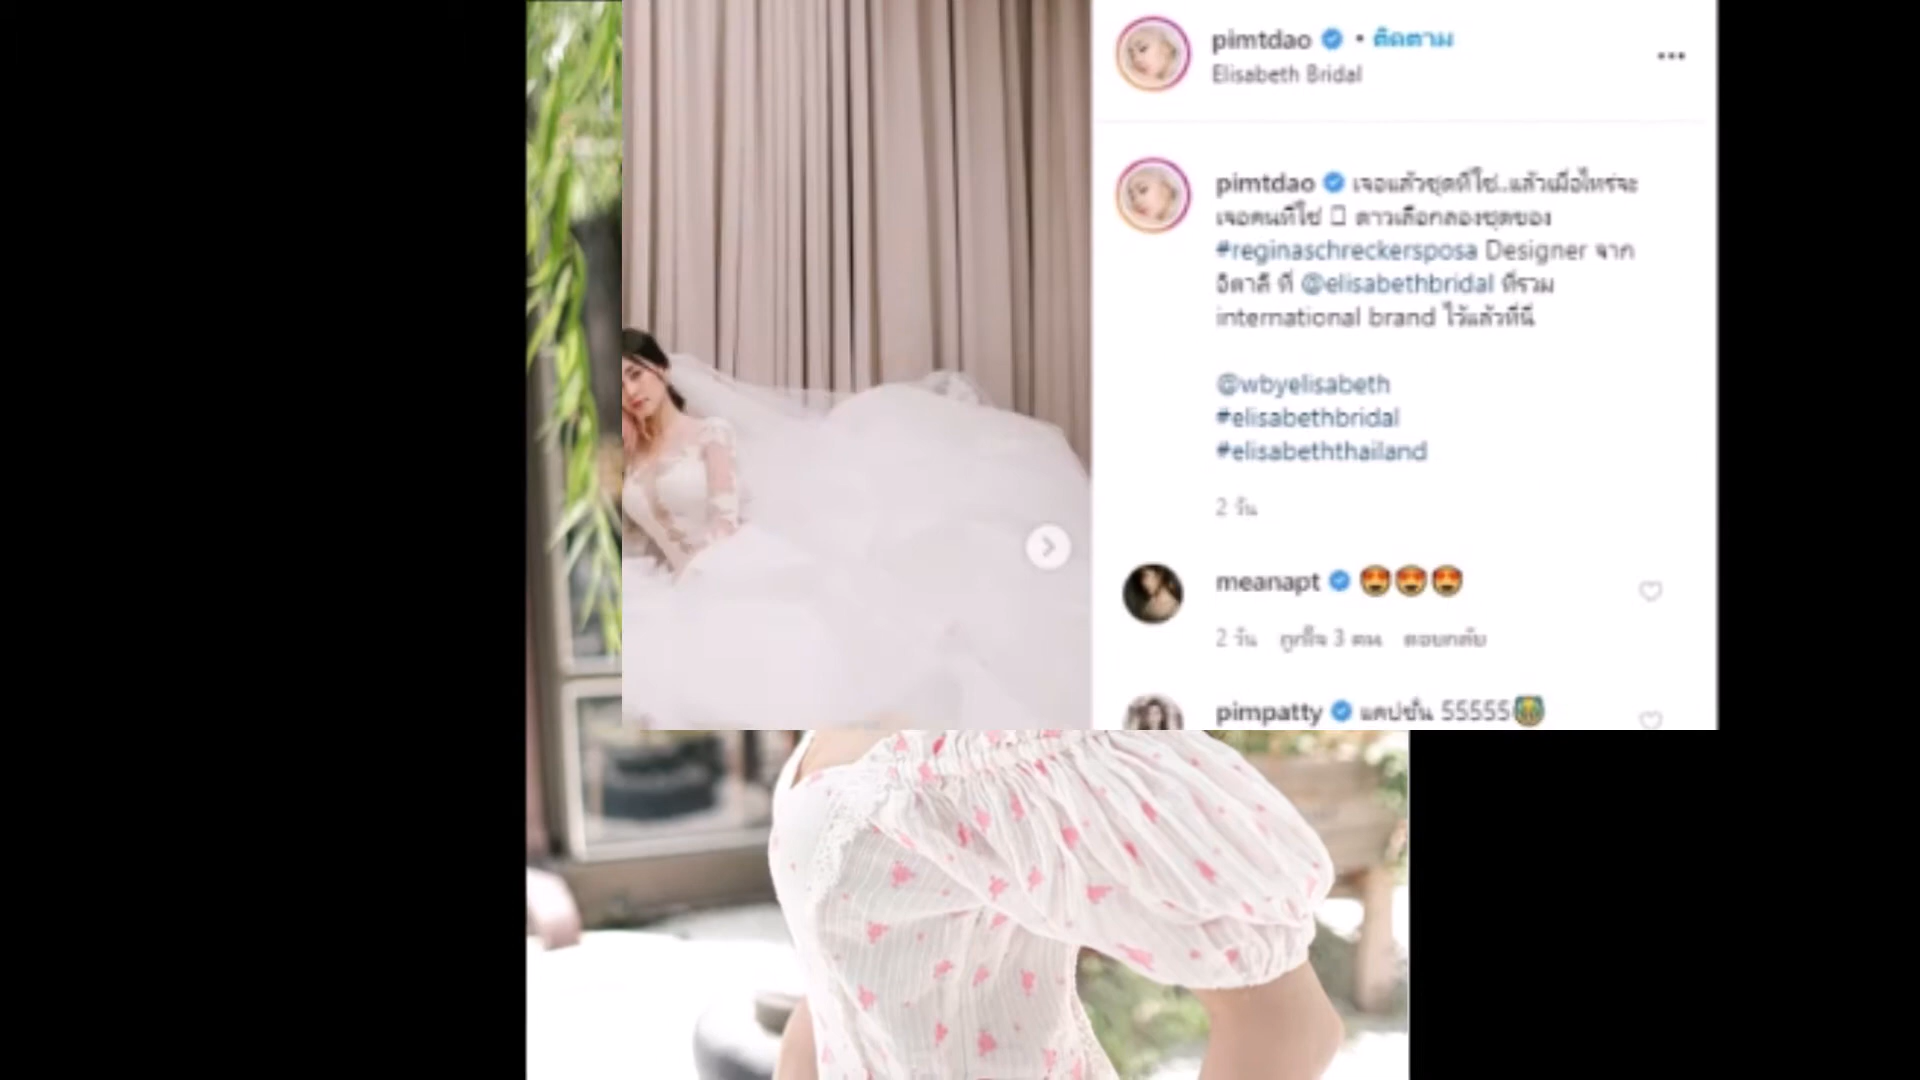 pimtdao • ติดตาม
Elisabeth Bridal
pimtdao เจอแล้วชุดที่ใช่..แล้วเมื่อไหร่จะ
เจอคนที่ใช่ ดาวเลือกลองชุดของ
#reginaschreckersposa Designer จาก
อิตาลี ที่ @elisabethbridal ที่รวม
international brand ไว้แล้วที่นี่
@wbyelisabeth
#elisabethbridal
#elisabeththailand
2 วัน
meanapt 😍😍😍
2 วัน ถูกใจ 3 คน ตอบกลับ
pimpatty แคปชั่น 55555😭